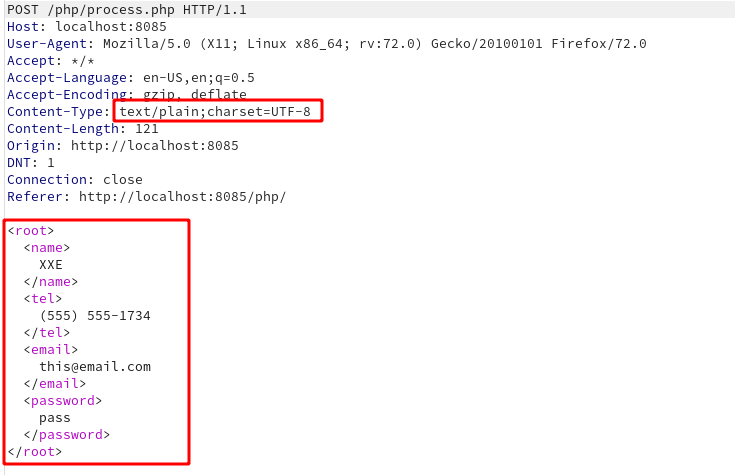 POST /php/process.php HTTP/1.1
Host: localhost:8085
User-Agent: Mozilla/5.0 (X11; Linux x86_64; rv:72.0) Gecko/20100101 Firefox/72.0
Accept: */*
Accept-Language: en-US,en;q=0.5
Accept-Encoding: gzip, deflate
Content-Type: text/plain;charset=UTF-8
Content-Length: 121
Origin: http://localhost:8085
DNT: 1
Connection: close
Referer: http://localhost:8085/php/
<root>
<name>
XXE
</name>
<tel>
(555) 555-1734
</tel>
<email>
this@email.com
</email>
<password>
pass
</password>
</root>